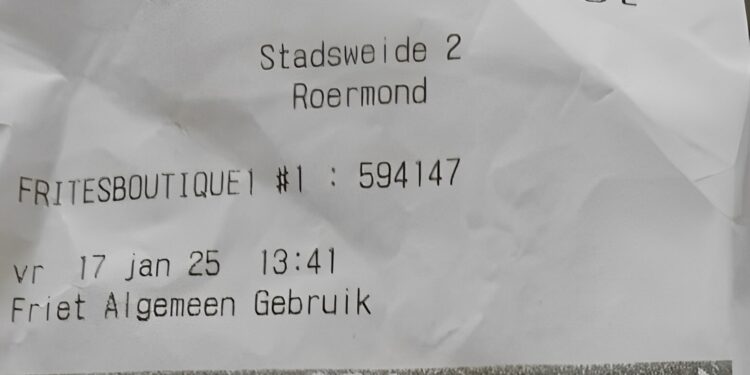 Stadsweide 2
Roermond
FRITESBOUTIQUE1 #1 : 594147
vr 17 jan 25 13:41
Friet Algemeen Gebruik